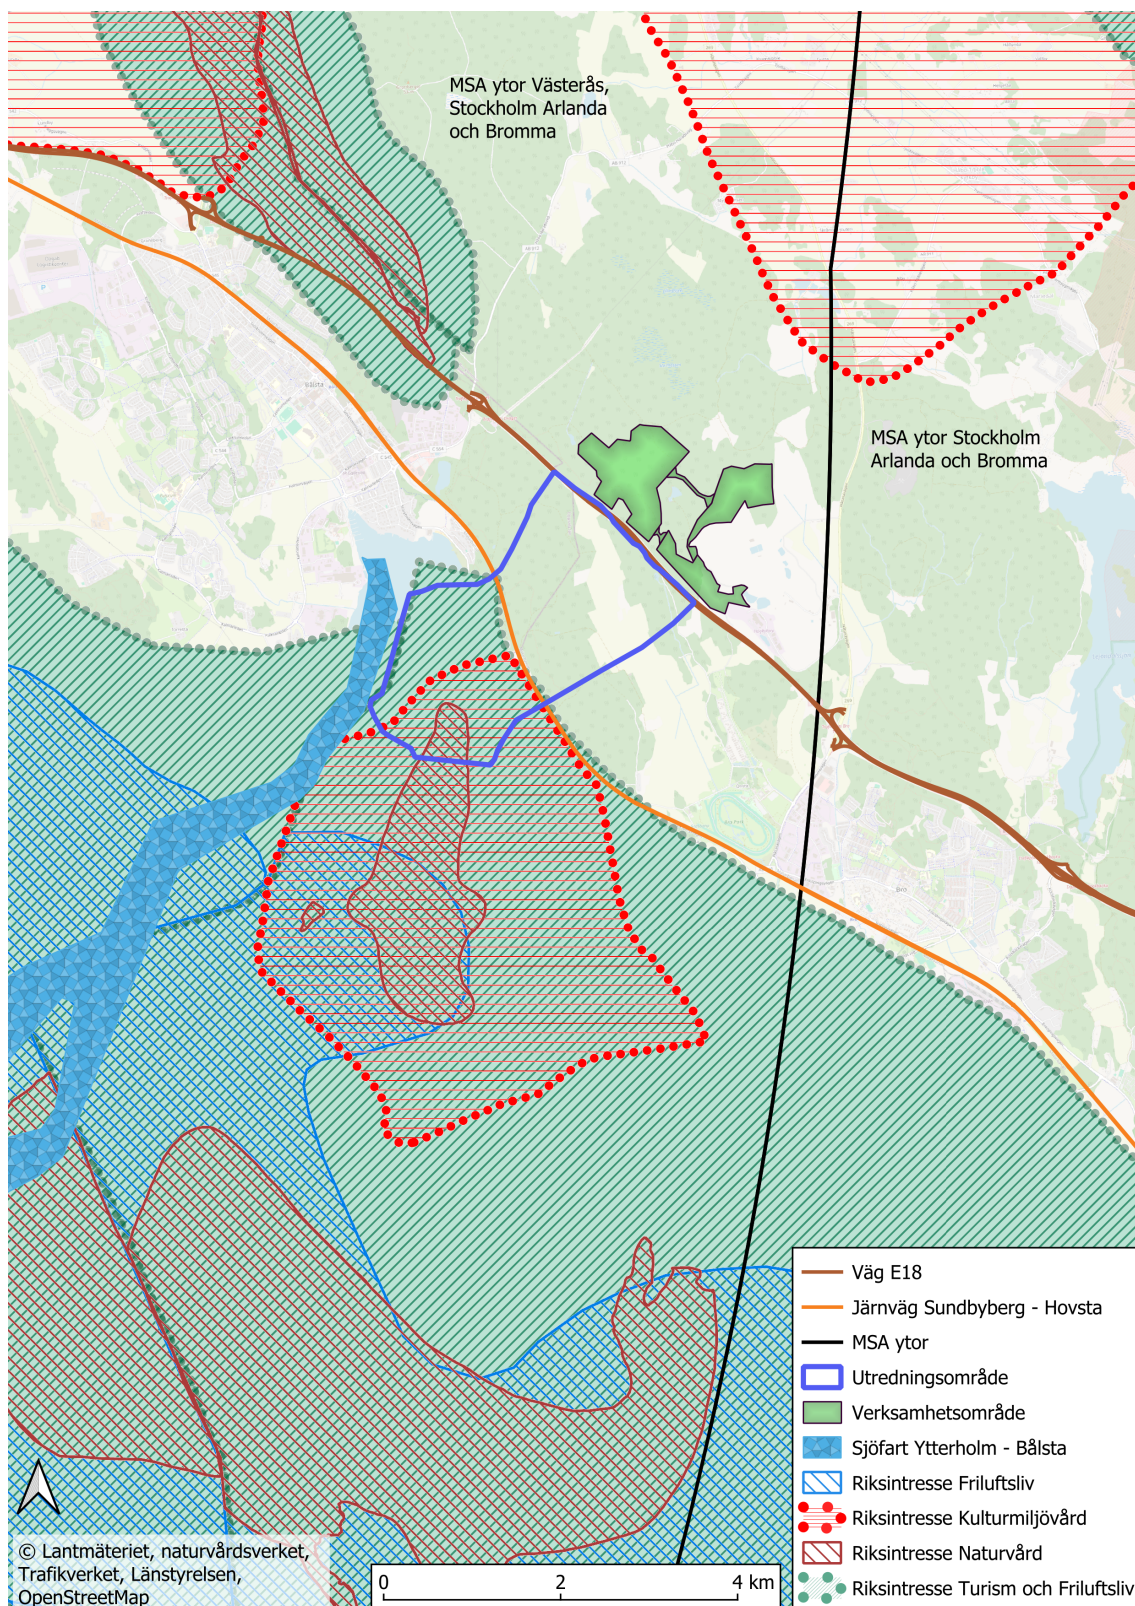 MSA ytor Västerås,
Stockholm Arlanda
och Bromma
MSA ytor Stockholm
Arlanda och Bromma
Bålsta
Bro
Väg E18
Järnväg Sundbyberg - Hovsta
MSA ytor
Utredningsområde
Verksamhetsområde
Sjöfart Ytterholm - Bålsta
Riksintresse Friluftsliv
Riksintresse Kulturmiljövård
Riksintresse Naturvård
Riksintresse Turism och Friluftsliv
© Lantmäteriet, naturvårdsverket,
Trafikverket, Länstyrelsen,
OpenStreetMap
0 2 4 km